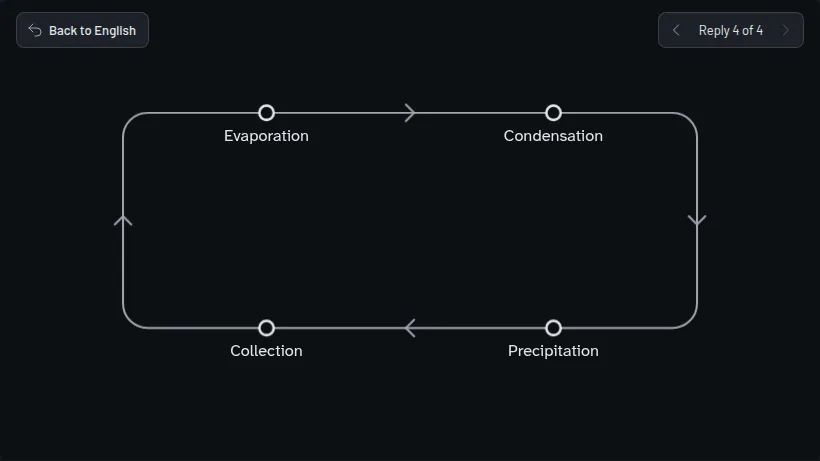 Back to English
Reply 4 of 4
Evaporation
Condensation
Collection
Precipitation